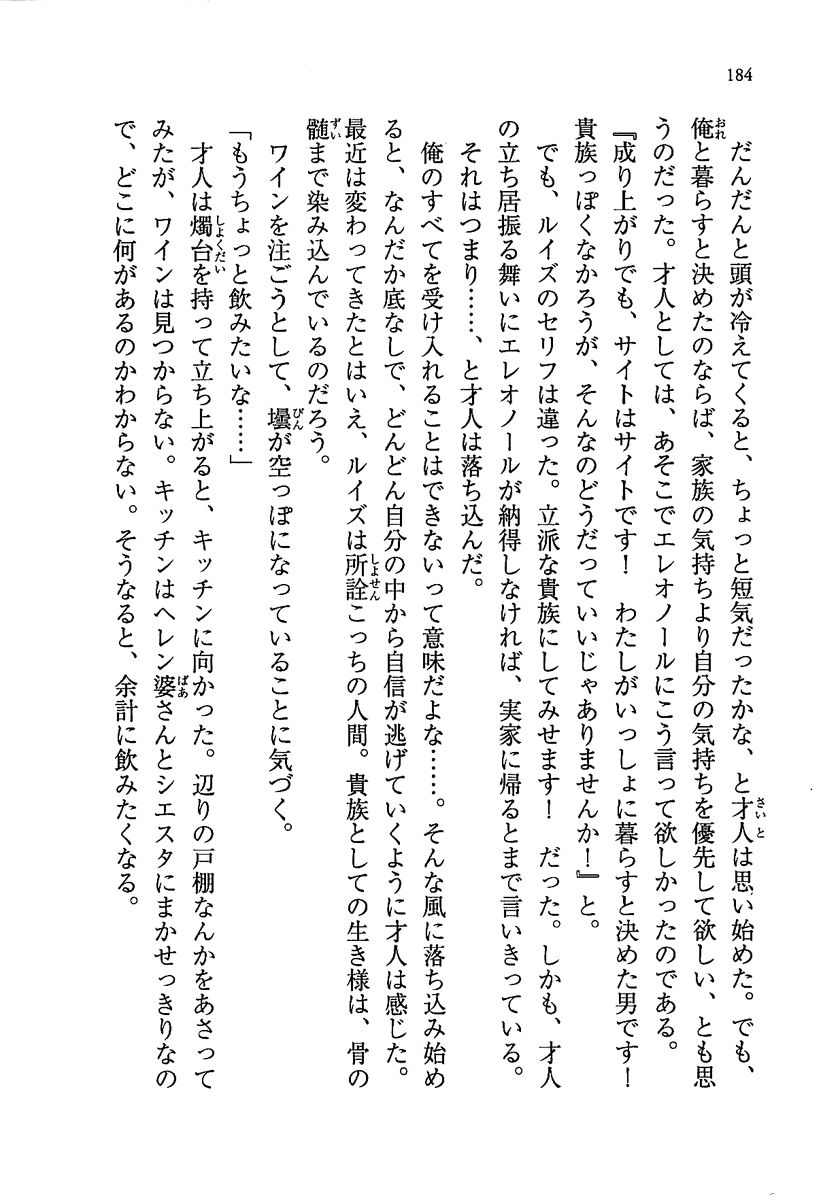 184
だんだんと頭が冷えてくると、ちょっと短気だったかな、と才人は思い始めた。でも、
俺と暮らすと決めたのならば、家族の気持ちより自分の気持ちを優先して欲しい、とも思
うのだった。才人としては、あそこでエレオノールにこう言って欲しかったのである。
『成り上がりでも、サイトはサイトです！　わたしがいっしょに暮らすと決めた男です！
貴族っぽくなかろうが、そんなのどうだっていいじゃありませんか！』と。
でも、ルイズのセリフは違った。立派な貴族にしてみせます！　だった。しかも、才人
の立ち居振る舞いにエレオノールが納得しなければ、実家に帰るとまで言いきっている。
それはつまり……、と才人は落ち込んだ。
俺のすべてを受け入れることはできないって意味だよな……。そんな風に落ち込み始め
ると、なんだか底なしで、どんどん自分の中から自信が逃げていくように才人は感じた。
最近は変わってきたとはいえ、ルイズは所詮こっちの人間。貴族としての生き様は、骨の
髄まで染み込んでいるのだろう。
ワインを注ごうとして、壜が空っぽになっていることに気づく。
「もうちょっと飲みたいな……」
才人は燭台を持って立ち上がると、キッチンに向かった。辺りの戸棚なんかをあさって
みたが、ワインは見つからない。キッチンはヘレン婆さんとシエスタにまかせっきりなの
で、どこに何があるのかわからない。そうなると、余計に飲みたくなる。